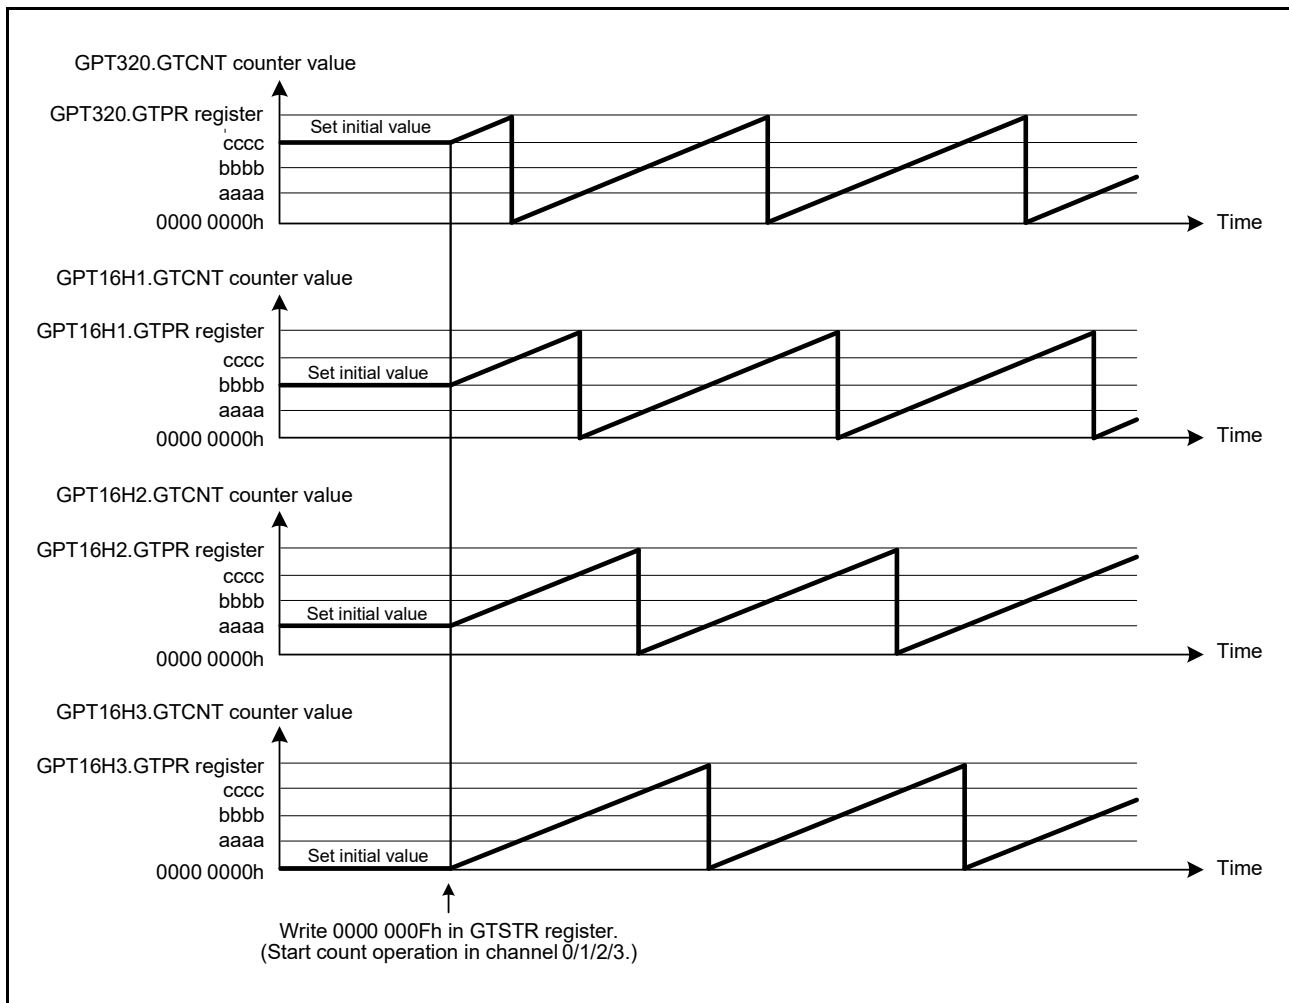 GPT320.GTCNT counter value
GPT320.GTPR register
Set initial value
cccc
bbbb
aaaa
0000 0000h
Time
GPT16H1.GTCNT counter value
GPT16H1.GTPR register
cccc
Set initial value
bbbb
aaaa
0000 0000h
Time
GPT16H2.GTCNT counter value
GPT16H2.GTPR register
cccc
bbbb
Set initial value
aaaa
0000 0000h
Time
GPT16H3.GTCNT counter value
GPT16H3.GTPR register
cccc
bbbb
aaaa
Set initial value
0000 0000h
Time
Write 0000 000Fh in GTSTR register.
(Start count operation in channel 0/1/2/3.)